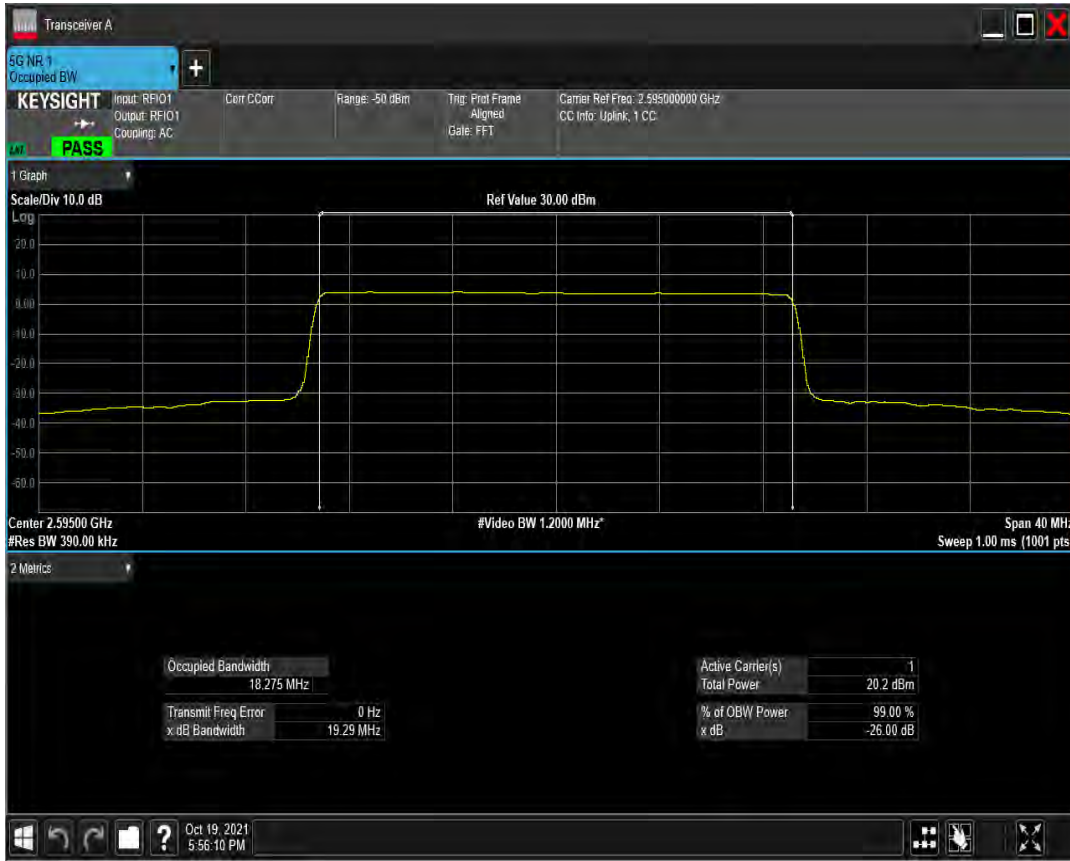 Transceiver A
5G NR 1
Occupied BW
+
KEYSIGHT
Input: RFIO1
Output: RFIO1
Coupling: AC
Corr CCorr
Range: -50 dBm
Trig: Prot Frame
Aligned
Gate: FFT
Carrier Ref Freq: 2.595000000 GHz
CC Info: Uplink, 1 CC
PASS
1 Graph
Scale/Div 10.0 dB
Ref Value 30.00 dBm
Log
20.0
10.0
0.00
-10.0
-20.0
-30.0
-40.0
-50.0
-60.0
Center 2.59500 GHz
#Video BW 1.2000 MHz*
Span 40 MHz
#Res BW 390.00 kHz
Sweep 1.00 ms (1001 pts
2 Metrics
Occupied Bandwidth
18.275 MHz
Transmit Freq Error 0 Hz
x dB Bandwidth 19.29 MHz
Active Carrier(s) 1
Total Power 20.2 dBm
% of OBW Power 99.00 %
x dB -26.00 dB
?
Oct 19, 2021
5:56:10 PM